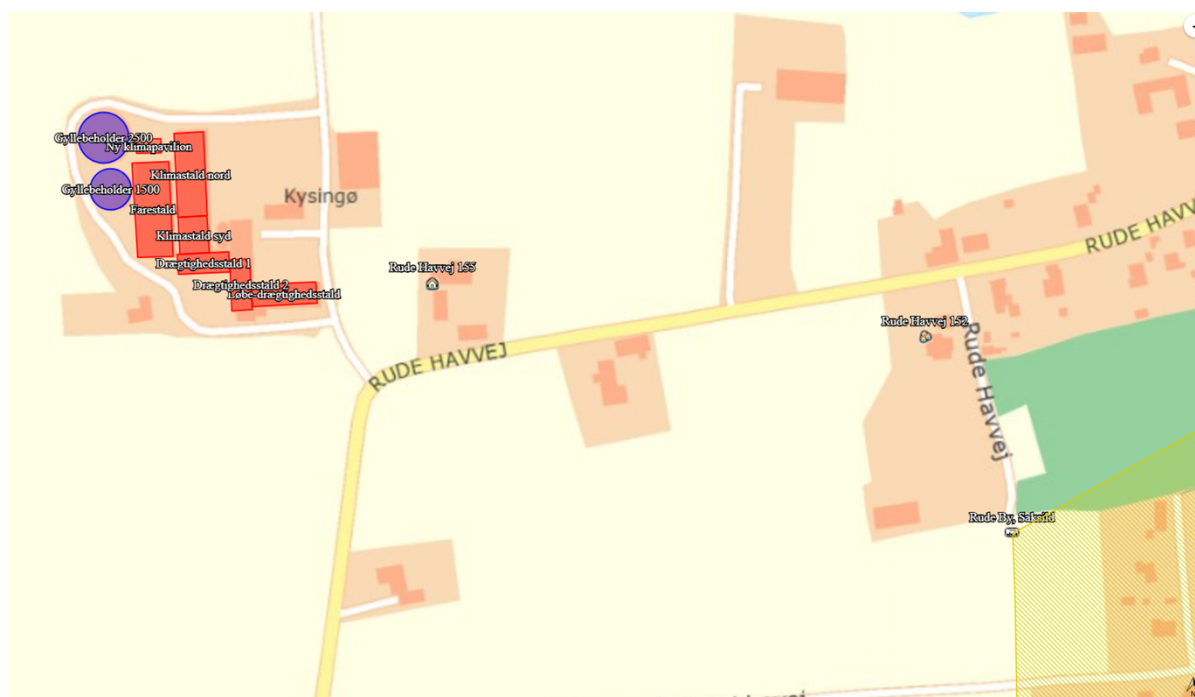 Gyllebeholder 2500
Ny klimapavilion
Klimastald nord
Gyllebeholder 1500
Farestald
Kysingø
Klimastald syd
Drægtighedsstald 1
Drægtighedsstald 2
Løbe-drægtighedsstald
Rude Havvej 155
RUDE HAVVEJ
RUDE HAVV
Rude Havvej 152
Rude Havvej
Rude By, Saksild